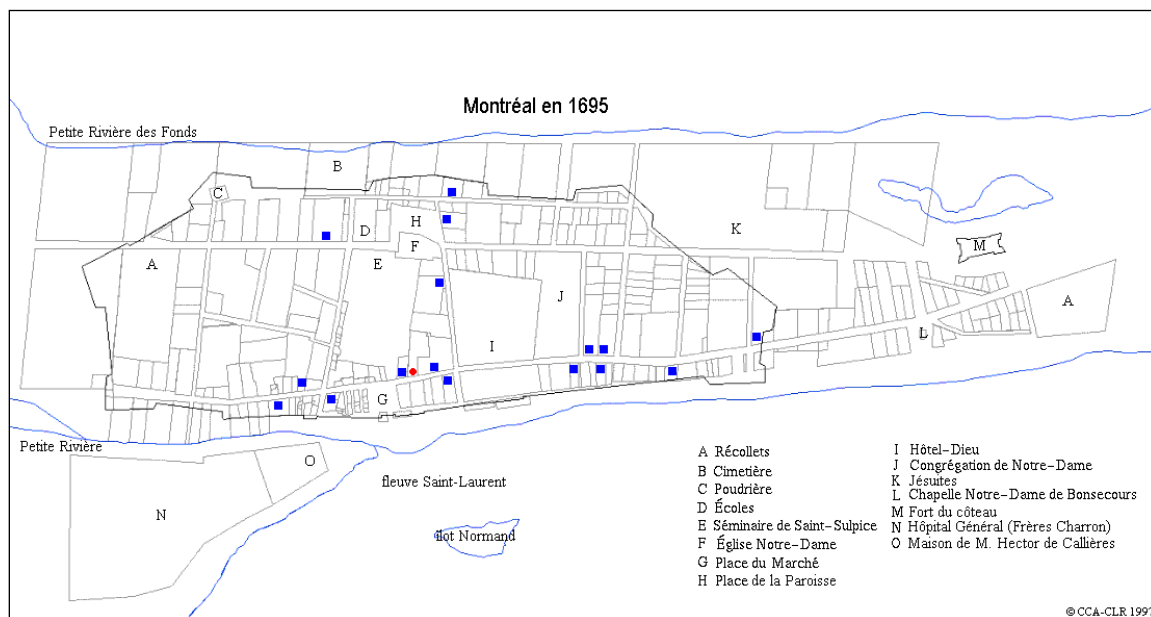 Montréal en 1695
Petite Rivière des Fonds
B
C
H
D
F
K
A
E
M
A
J
I
L
G
Petite Rivière
O
fleuve Saint-Laurent
N
îlot Normand
A Récollets
B Cimetière
C Poudrière
D Écoles
E Séminaire de Saint-Sulpice
F Église Notre-Dame
G Place du Marché
H Place de la Paroisse
I Hôtel-Dieu
J Congrégation de Notre-Dame
K Jésuites
L Chapelle Notre-Dame de Bonsecours
M Fort du côteau
N Hôpital Général (Frères Charron)
O Maison de M. Hector de Callières
© CCA-CLR 1997